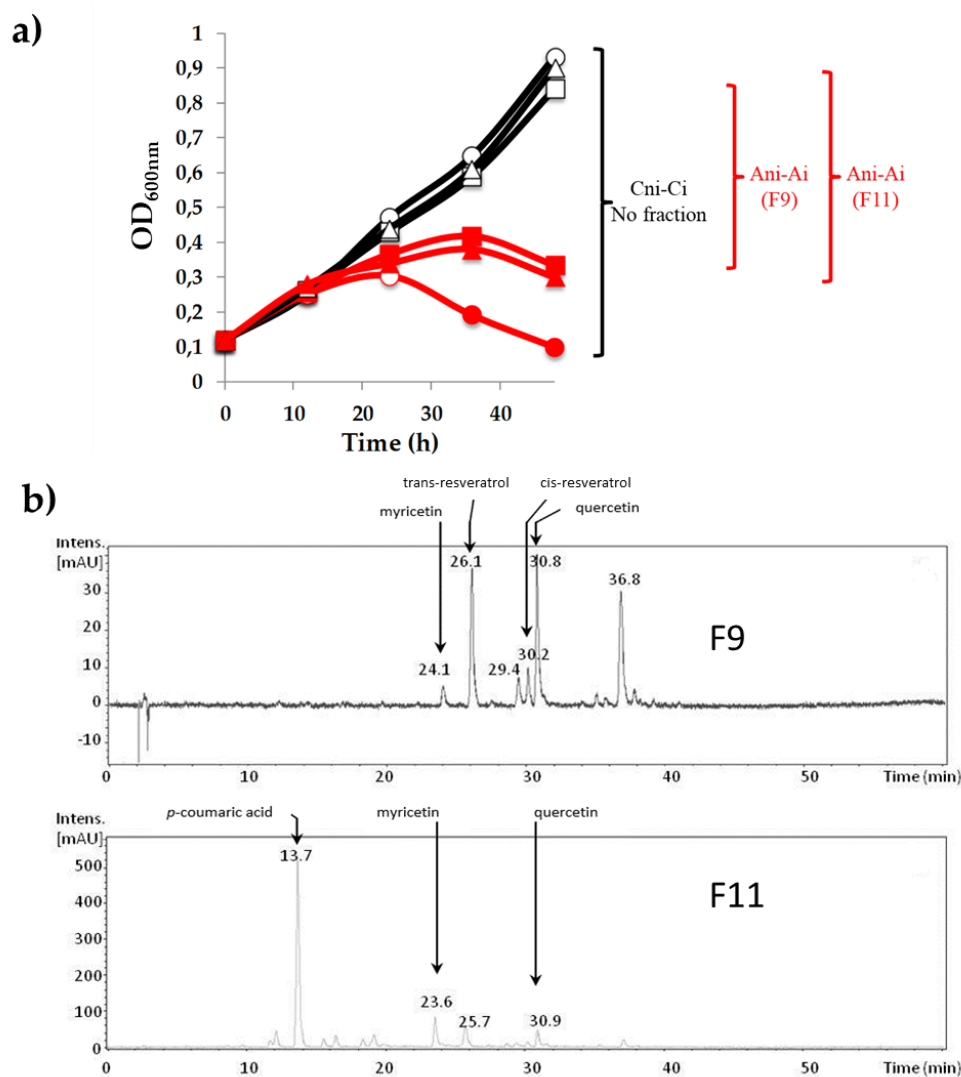 a)
1
0,9
0,8
0,7
0,6
0,5
0,4
0,3
0,2
0,1
0
OD600nm
0 10 20 30 40
Time (h)
Cni-Ci
No fraction
Ani-Ai
(F9)
Ani-Ai
(F11)
b)
trans-resveratrol cis-resveratrol
myricetin quercetin
Intens.
[mAU]
30
20
10
0
-10
24.1 26.1 29.4 30.2 30.8 36.8
F9
10 20 30 40 50 Time (min)
p-coumaric acid myricetin quercetin
Intens.
[mAU]
500
400
300
200
100
0
13.7 23.6 25.7 30.9
F11
0 10 20 30 40 50 Time (min)